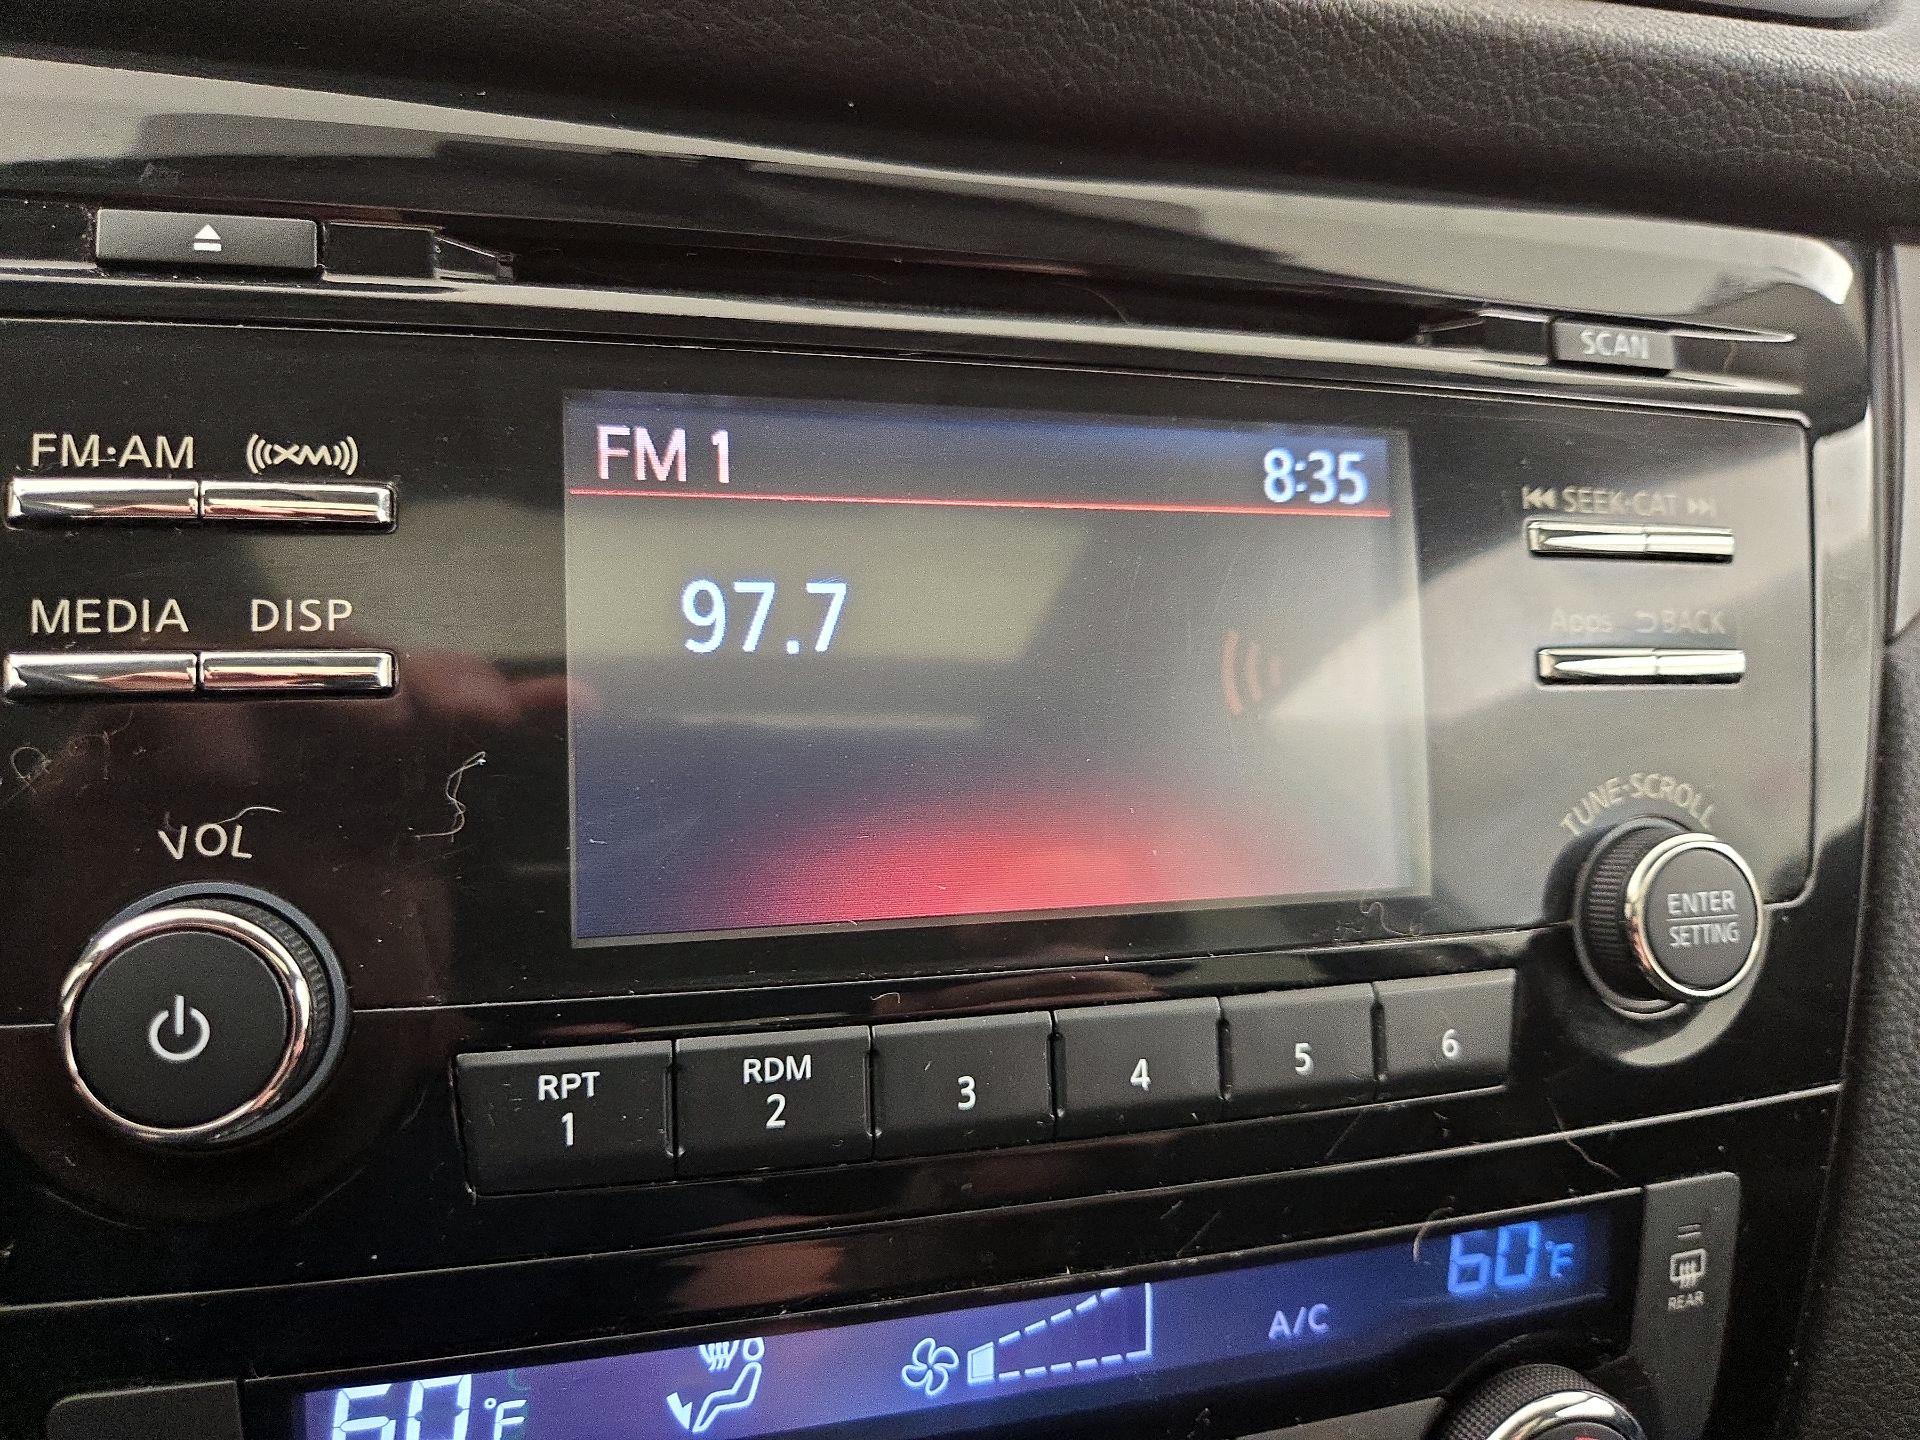 SCAN
FM·AM
XM
FM 1
8:35
SEEK·CAT
97.7
MEDIA
DISP
Apps
BACK
VOL
TUNE·SCROLL
ENTER
SETTING
RPT
1
RDM
2
3
4
5
6
60°F
A/C
60°F
REAR